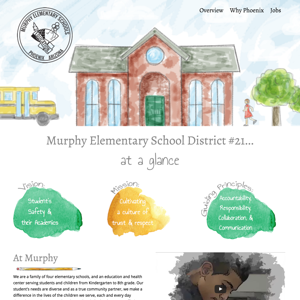 Overview Why Phoenix Jobs
MURPHY ELEMENTARY SCHOOLS
PHOENIX, ARIZONA
Murphy Elementary School District #21...
at a glance
Vision:
Student's
Safety &
their Academics
Mission:
Cultivating
a culture of
trust & respect
Guiding Principles:
Accountability,
Responsibility,
Collaboration, &
Communication
At Murphy
We are a family of four elementary schools, and an education and health
center serving students and children from Kindergarten to 8th grade. Our
student's needs are diverse and as a true community partner, we make a
difference in the lives of the children we serve, each and every day